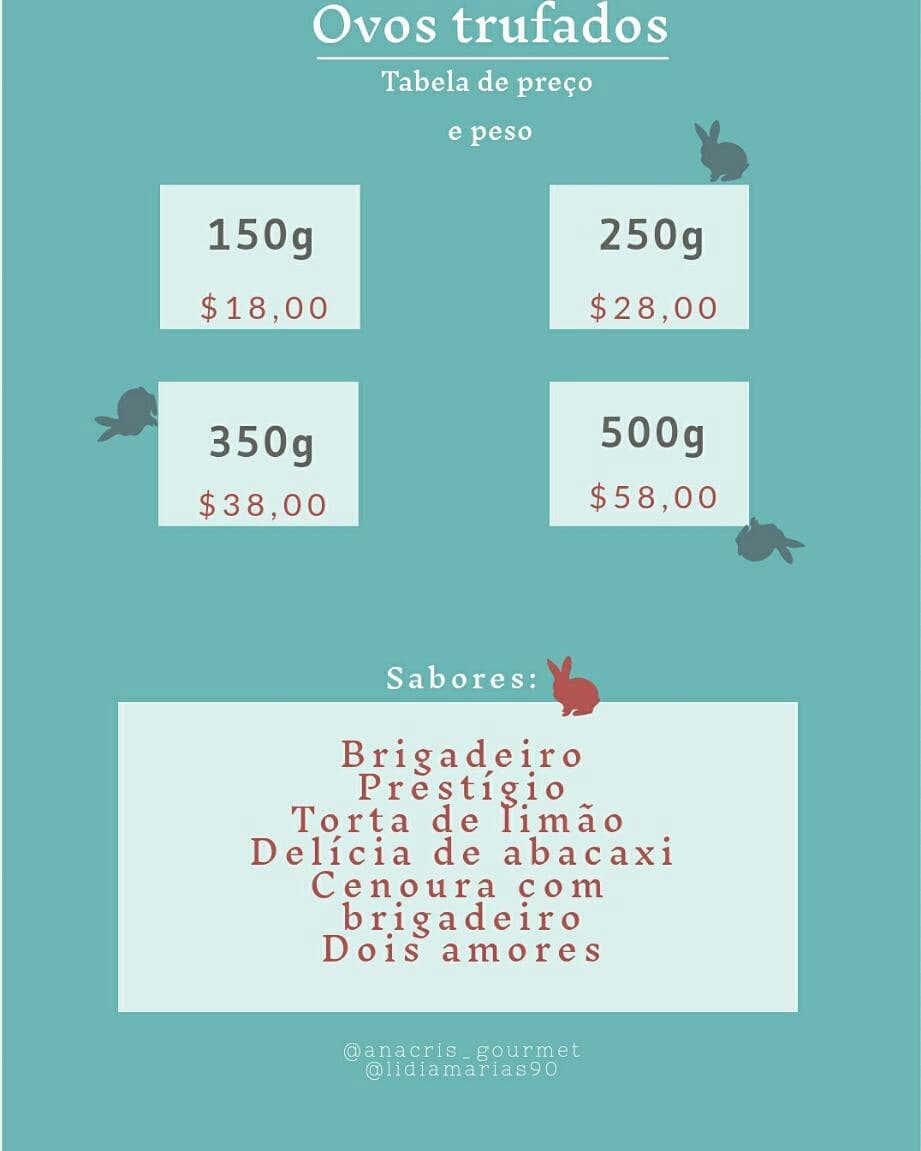 Ovos trufados
Tabela de preço
e peso
150g
$18,00
250g
$28,00
350g
$38,00
500g
$58,00
Sabores:
Brigadeiro
Prestígio
Torta de limão
Delícia de abacaxi
Cenoura com
brigadeiro
Dois amores
@anacris_gourmet
@lidiamarias90